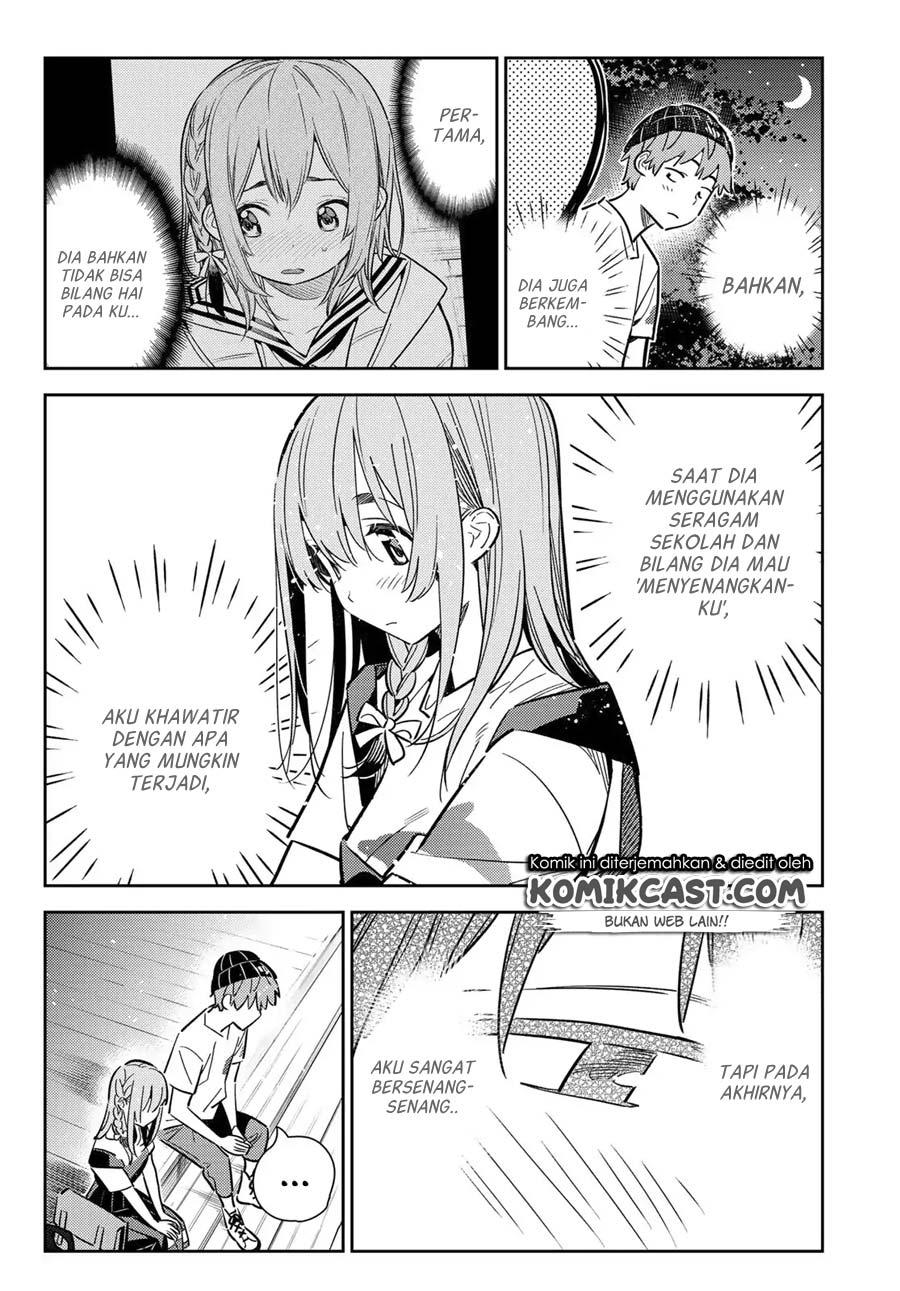 BAHKAN,
DIA JUGA
BERKEM-
BANG...
PER-
TAMA,
DIA BAHKAN
TIDAK BISA
BILANG HAI
PADA KU...
SAAT DIA
MENGGUNAKAN
SERAGAM
SEKOLAH DAN
BILANG DIA MAU
'MENYENANGKAN-
KU',
AKU KHAWATIR
DENGAN APA
YANG MUNGKIN
TERJADI,
Komik ini diterjemahkan & diedit oleh
KOMIKCAST.COM
BUKAN WEB LAIN!!
TAPI PADA
AKHIRNYA,
AKU SANGAT
BERSENANG-
SENANG..
...